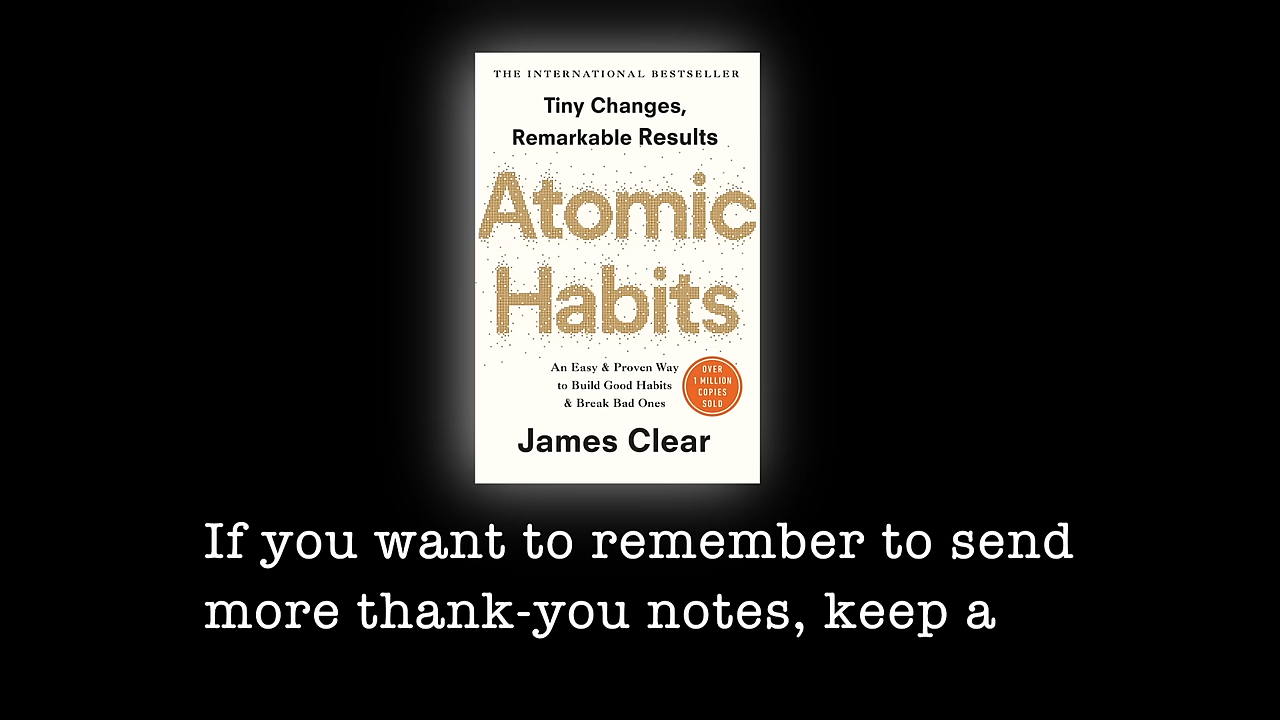 THE INTERNATIONAL BESTSELLER
Tiny Changes,
Remarkable Results
Atomic
Habits
An Easy & Proven Way
to Build Good Habits
& Break Bad Ones
OVER
1 MILLION
COPIES
SOLD
James Clear
If you want to remember to send
more thank-you notes, keep a